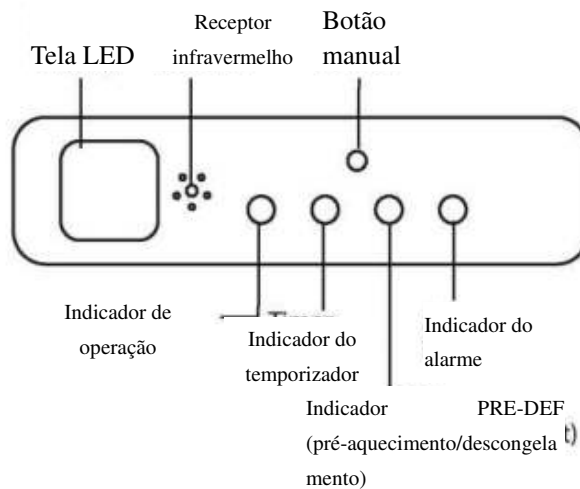 Tela LED
Receptor
infravermelho
Botão
manual
Indicador de
operação
Indicador do
temporizador
Indicador do
alarme
Indicador PRE-DEF
(pré-aquecimento/descongela
mento)